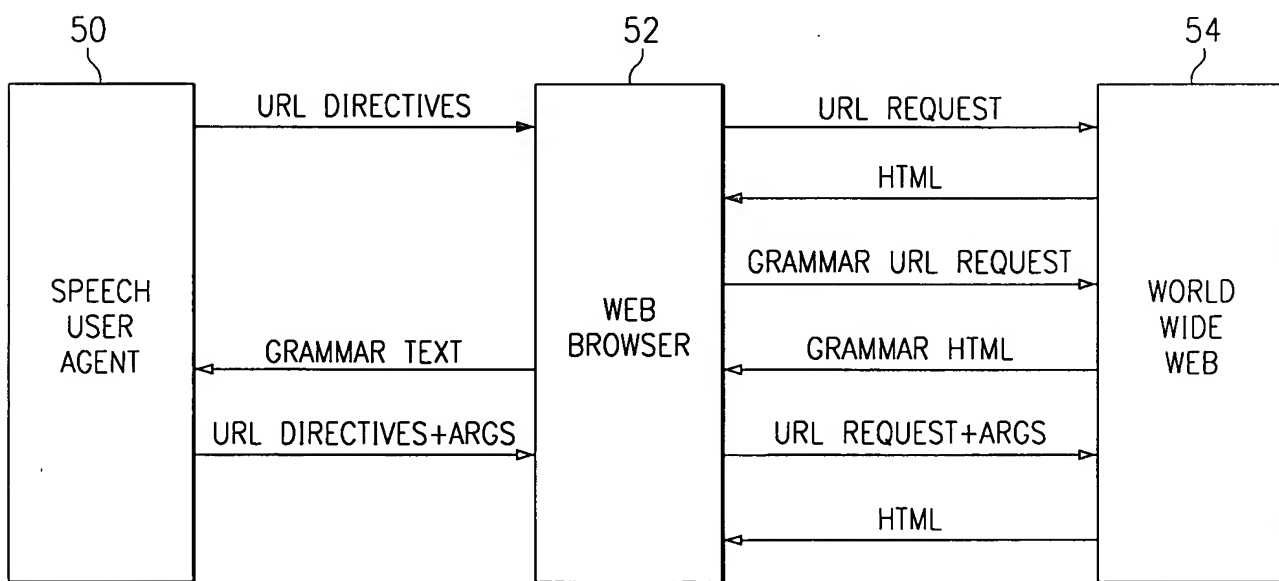 50
52
54
URL DIRECTIVES
URL REQUEST
HTML
GRAMMAR URL REQUEST
SPEECH
USER
AGENT
WEB
BROWSER
WORLD
WIDE
WEB
GRAMMAR TEXT
GRAMMAR HTML
URL DIRECTIVES+ARGS
URL REQUEST+ARGS
HTML